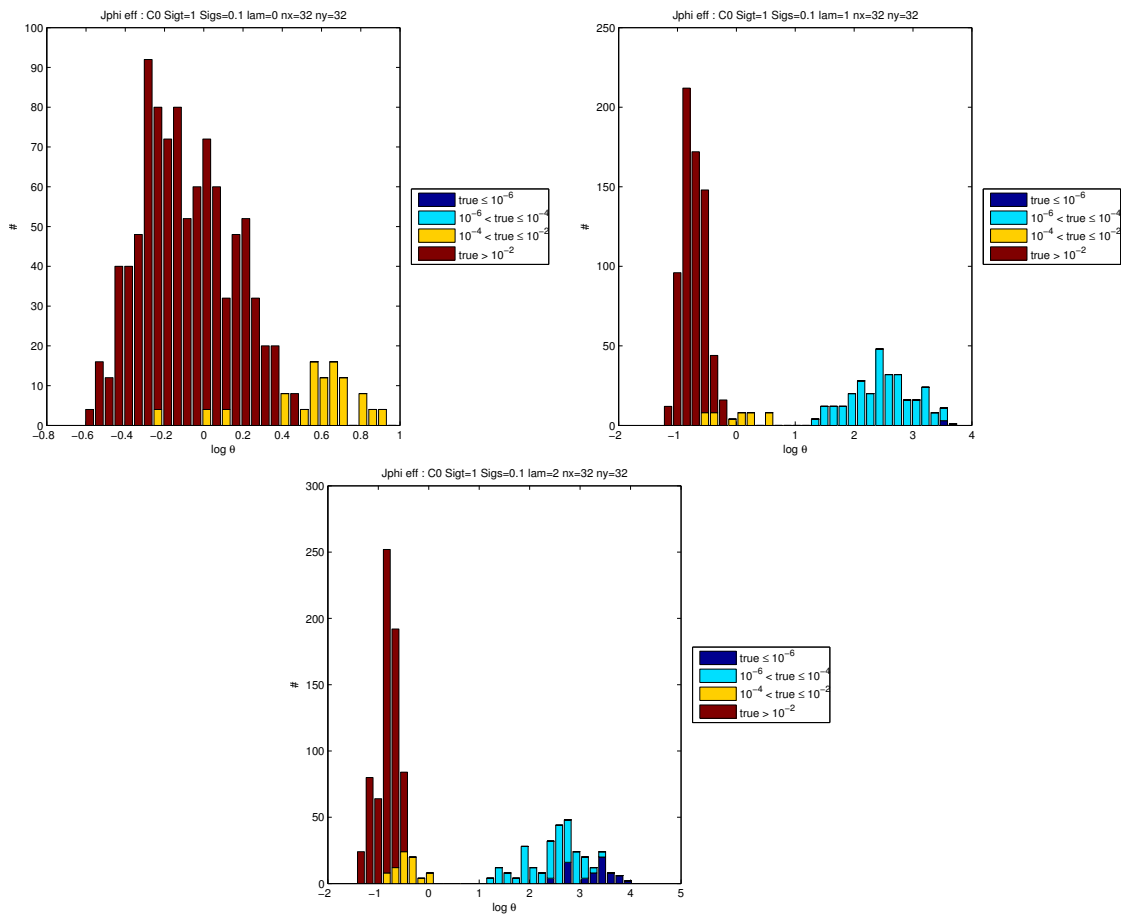 Jphi eff : C0 Sigt=1 Sigs=0.1 lam=0 nx=32 ny=32
100
90
80
70
60
50
40
30
20
10
0
#
−0.8 −0.6 −0.4 −0.2 0 0.2 0.4 0.6 0.8 1
log θ
true ≤ 10^−6
10^−6 < true ≤ 10^−4
10^−4 < true ≤ 10^−2
true > 10^−2
Jphi eff : C0 Sigt=1 Sigs=0.1 lam=1 nx=32 ny=32
250
200
150
100
50
0
#
−2 −1 0 1 2 3 4
log θ
true ≤ 10^−6
10^−6 < true ≤ 10^−4
10^−4 < true ≤ 10^−2
true > 10^−2
Jphi eff : C0 Sigt=1 Sigs=0.1 lam=2 nx=32 ny=32
300
250
200
150
100
50
0
#
−2 −1 0 1 2 3 4 5
log θ
true ≤ 10^−6
10^−6 < true ≤ 10^−4
10^−4 < true ≤ 10^−2
true > 10^−2